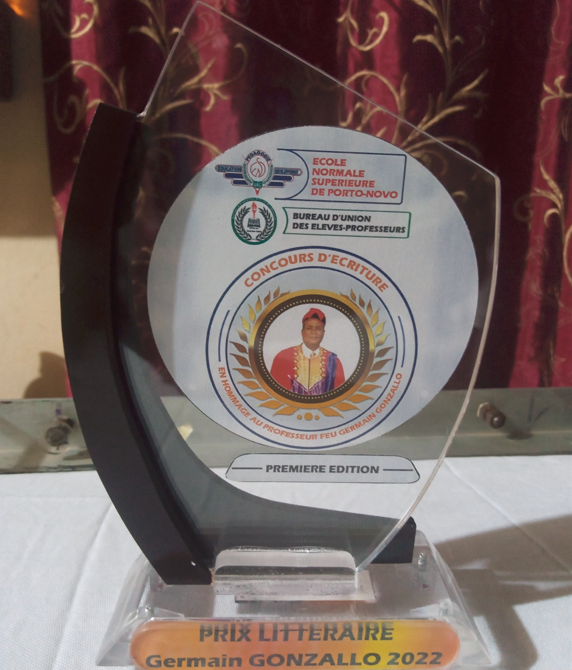 ECOLE
NORMALE
SUPERIEURE
DE PORTO-NOVO
BUREAU D'UNION
DES ELEVES-PROFESSEURS
CONCOURS D'ECRITURE
EN HOMMAGE AU PROFESSEUR FEU GERMAIN GONZALLO
PREMIERE EDITION
PRIX LITTERAIRE
Germain GONZALLO 2022